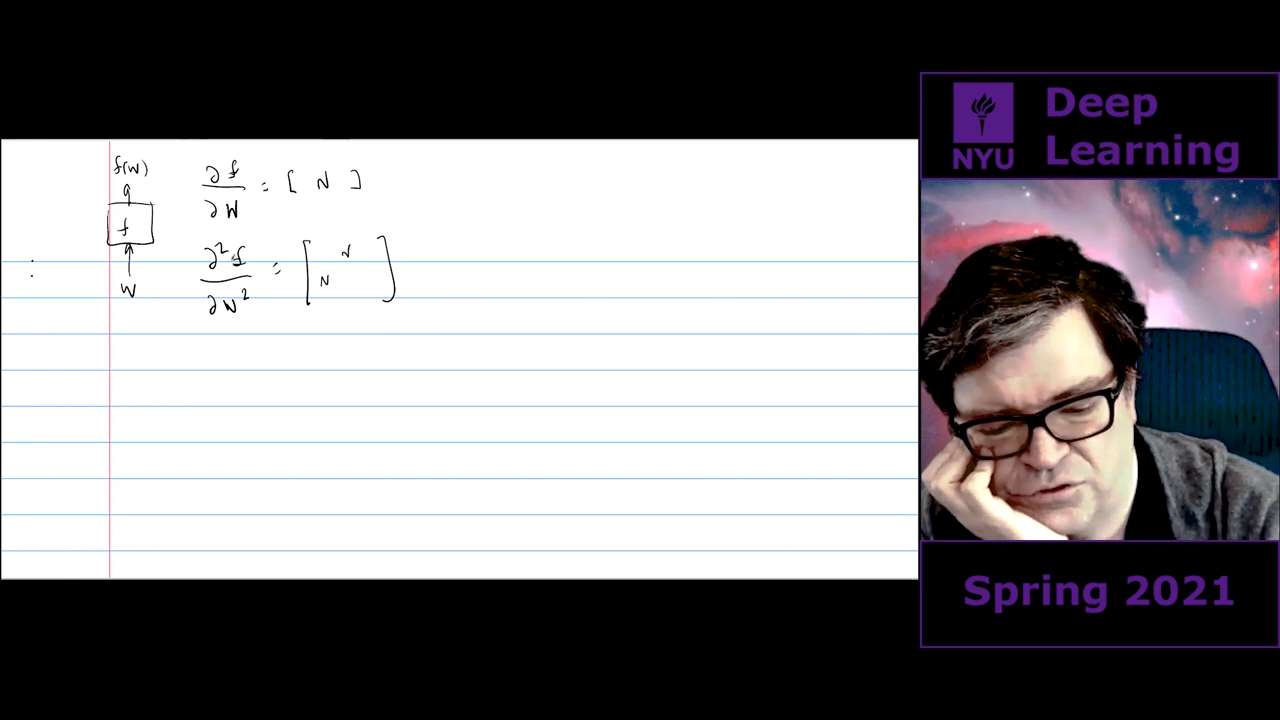 f(w)
f
w
∂f
∂w
= [ N ]
∂²f
∂w²
= [ N N ]
NYU
Deep
Learning
Spring 2021